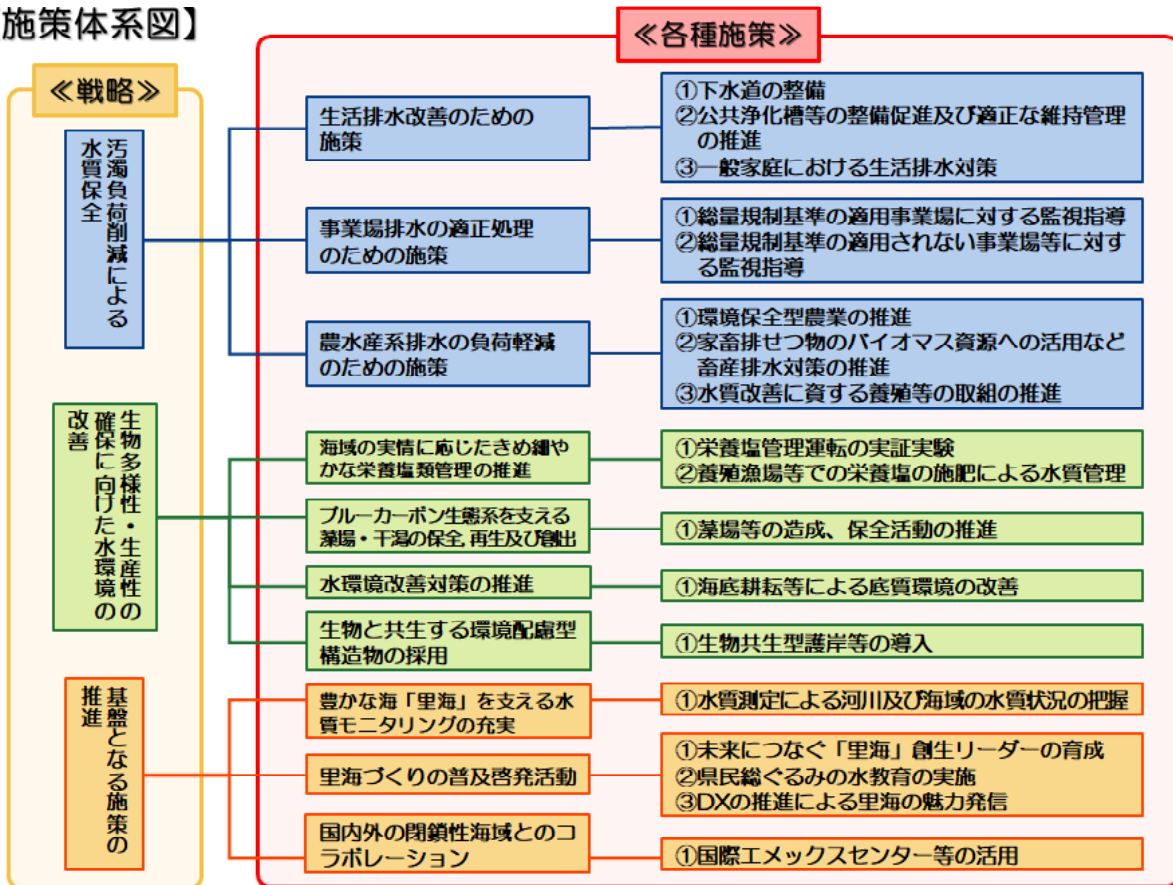 施策体系図】
≪各種施策≫
≪戦略≫
汚濁負荷削減による
水質保全
生活排水改善のための
施策
①下水道の整備
②公共浄化槽等の整備促進及び適正な維持管理
の推進
③一般家庭における生活排水対策
事業場排水の適正処理
のための施策
①総量規制基準の適用事業場に対する監視指導
②総量規制基準の適用されない事業場等に対す
る監視指導
農水産系排水の負荷軽減
のための施策
①環境保全型農業の推進
②家畜排せつ物のバイオマス資源への活用など
畜産排水対策の推進
③水質改善に資する養殖等の取組の推進
生物多様性・生産性の
確保に向けた水環境の
改善
海域の実情に応じたきめ細や
かな栄養塩類管理の推進
①栄養塩管理運転の実証実験
②養殖漁場等での栄養塩の施肥による水質管理
ブルーカーボン生態系を支える
藻場・干潟の保全,再生及び創出
①藻場等の造成、保全活動の推進
水環境改善対策の推進
①海底耕耘等による底質環境の改善
生物と共生する環境配慮型
構造物の採用
①生物共生型護岸等の導入
基盤となる施策の
推進
豊かな海「里海」を支える水
質モニタリングの充実
①水質測定による河川及び海域の水質状況の把握
里海づくりの普及啓発活動
①未来につなぐ「里海」創生リーダーの育成
②県民総ぐるみの水教育の実施
③DXの推進による里海の魅力発信
国内外の閉鎖性海域とのコ
ラボレーション
①国際エメックスセンター等の活用